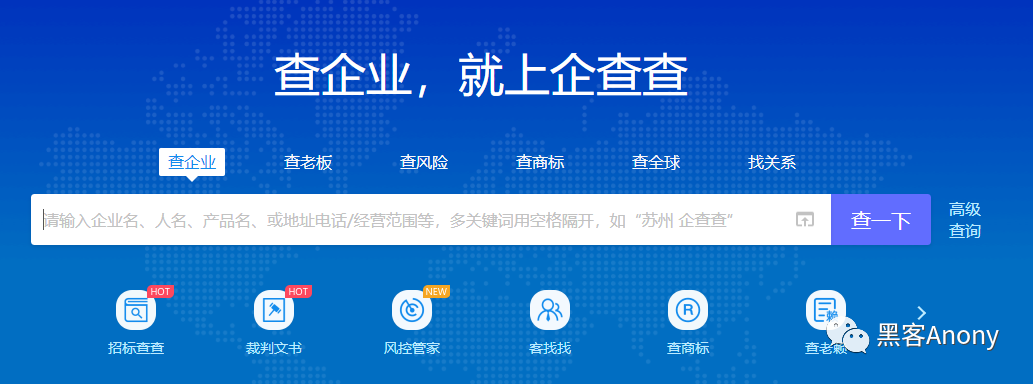 查企业，就上企查查
查企业 查老板 查风险 查商标 查全球 找关系
请输入企业名、人名、产品名、或地址电话/经营范围等，多关键词用空格隔开，如“苏州 企查查” 查一下 高级
查询
HOT HOT NEW
R 赖
招标查查 裁判文书 风控管家 客找找 查商标 查老赖
黑客Anony